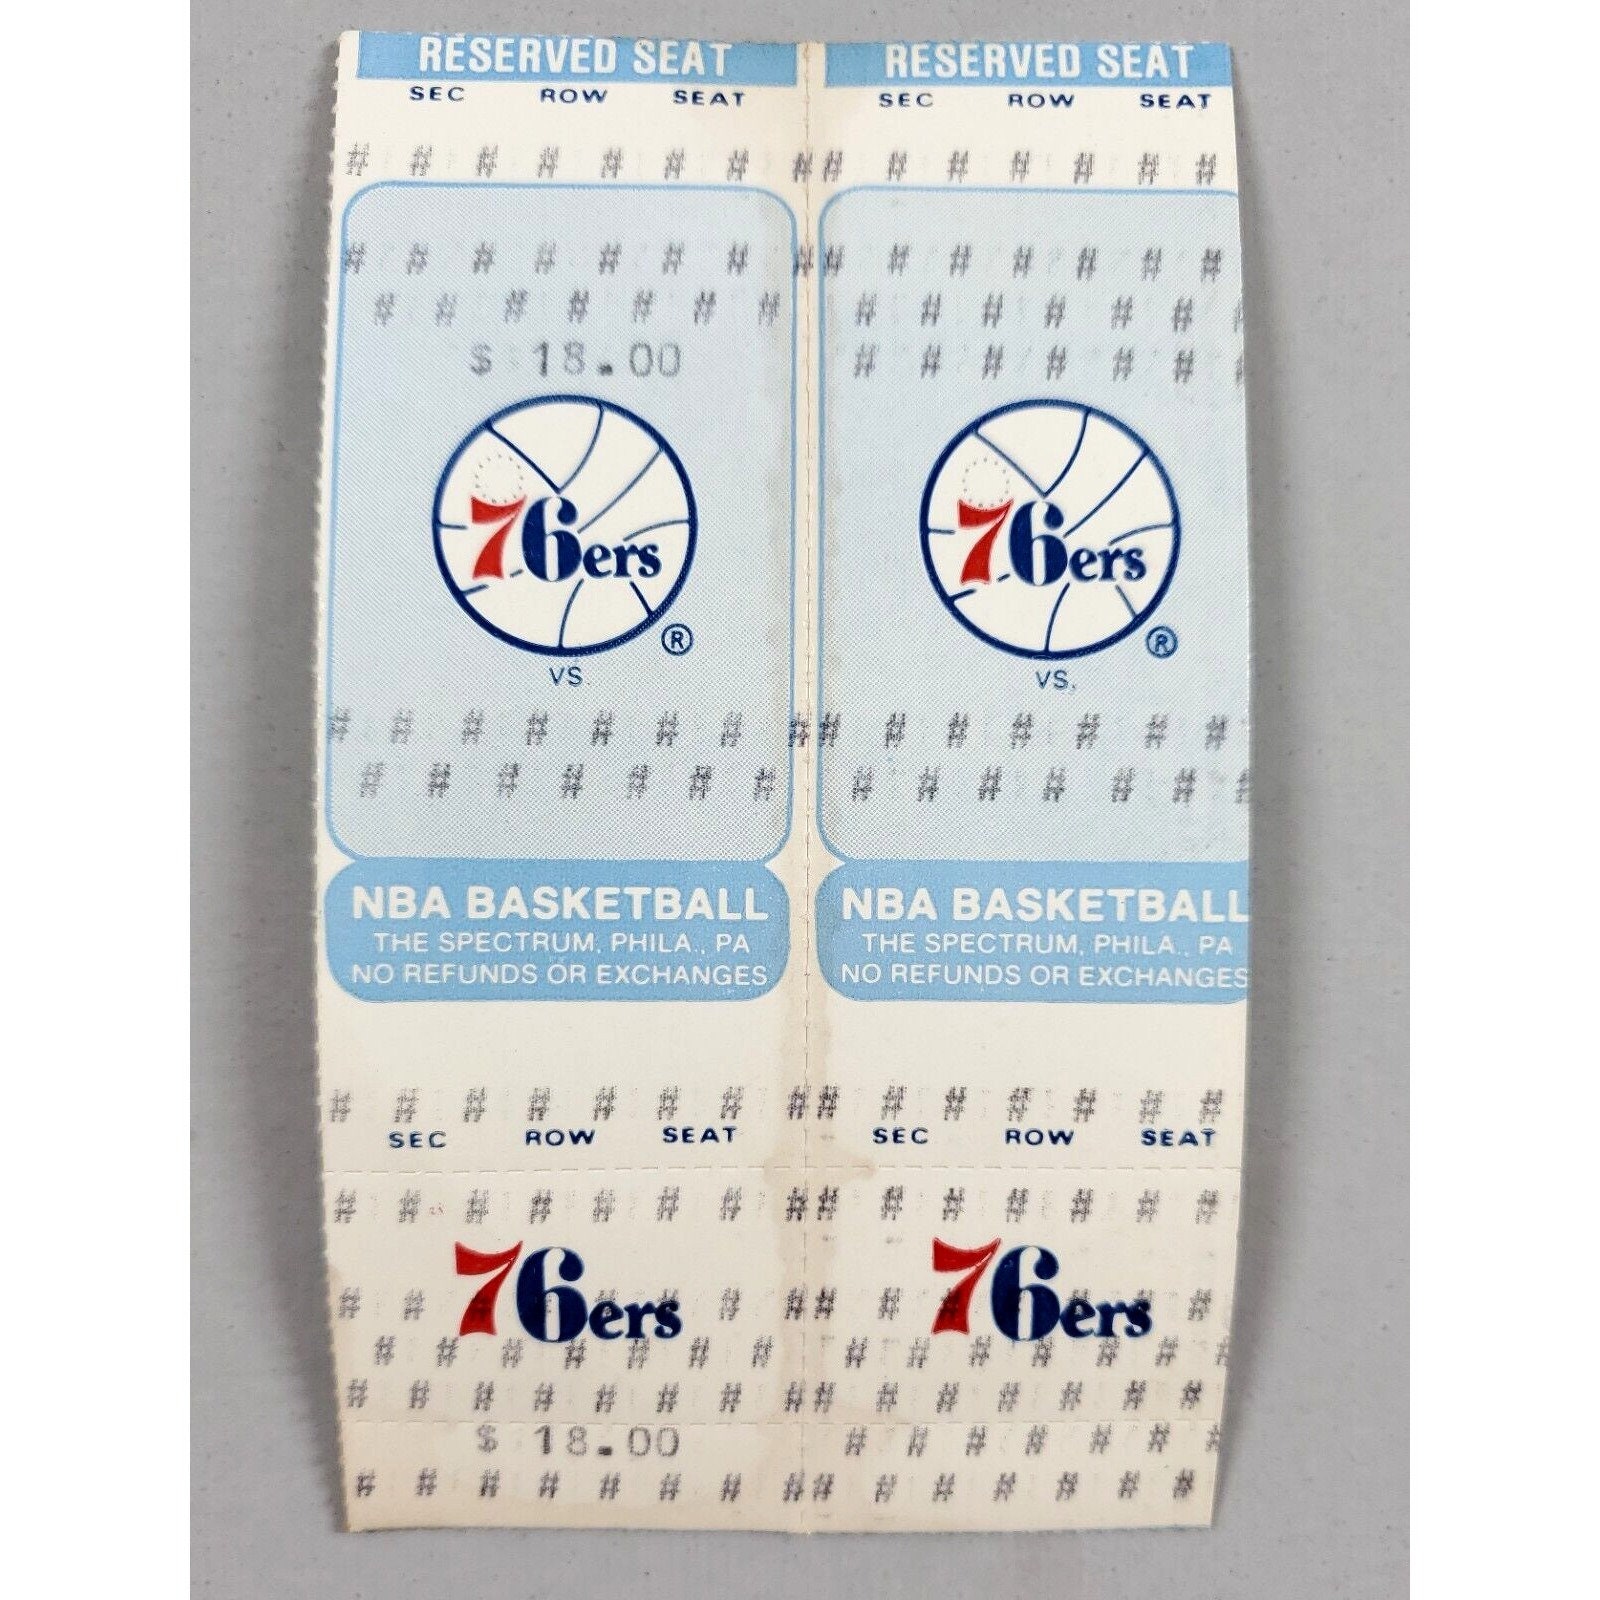 RESERVED SEAT RESERVED SEAT
SEC ROW SEAT SEC ROW SEAT
# # # # # # # # # # # # # # #
# # # # # # # # # # # # # # #
# # # # # # # # # # # # # #
$ 18.00 # # # # # # #
76ers 76ers
® ®
VS. VS.
# # # # # # # # # # # # # # #
# # # # # # # # # # # # # #
NBA BASKETBALL NBA BASKETBALL
THE SPECTRUM, PHILA., PA THE SPECTRUM, PHILA., PA
NO REFUNDS OR EXCHANGES NO REFUNDS OR EXCHANGES
# # # # # # # # # # # # # # #
SEC ROW SEAT SEC ROW SEAT
# # # # # # # # # # # # # # #
76ers 76ers
# # # # # # # # # # # # # # #
# # # # # # # # # # # # # #
# # # # # # # # # # # # # # #
$ 18.00 # # # # # # #
# # # # # # # # # # # # # # #